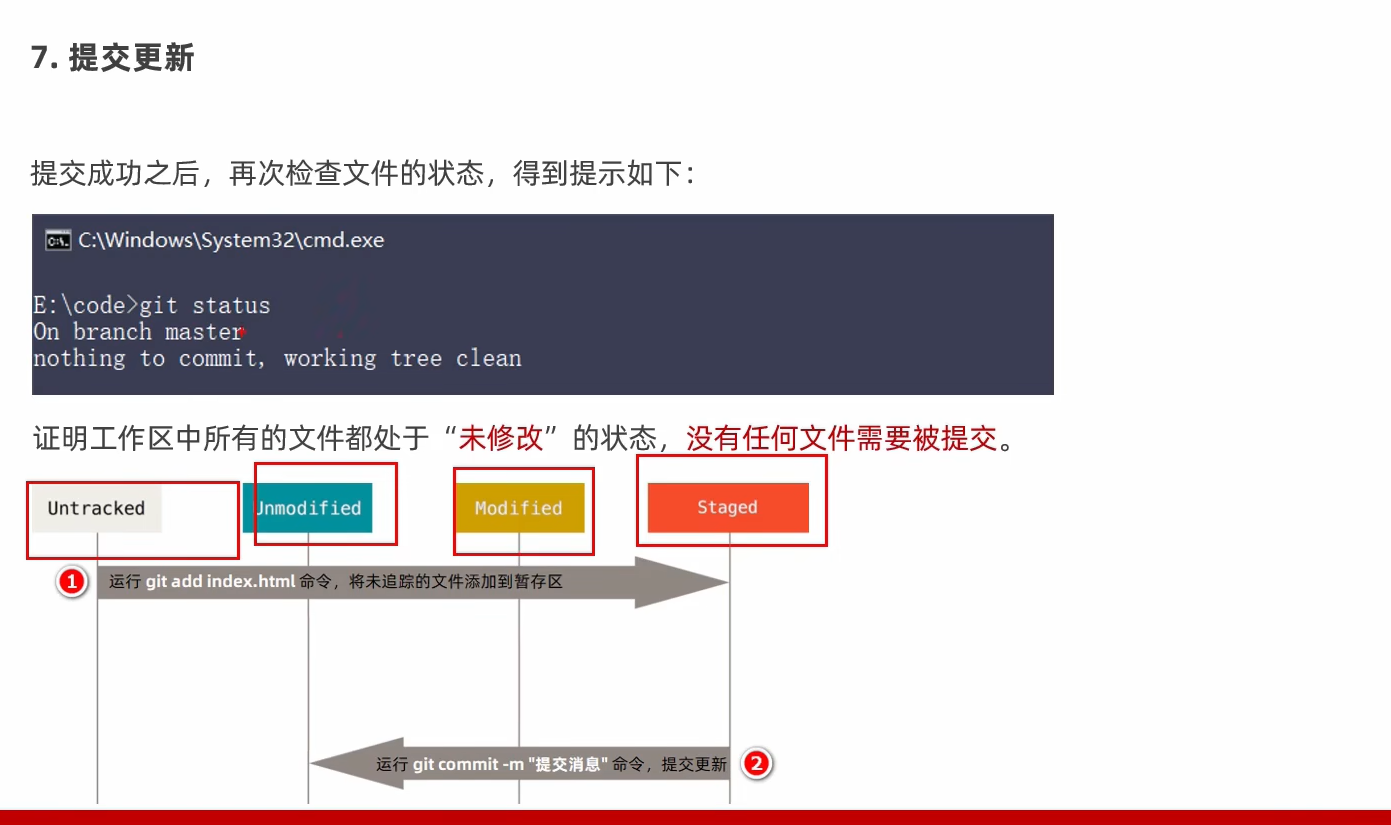 7. 提交更新
提交成功之后，再次检查文件的状态，得到提示如下：
C:\Windows\System32\cmd.exe
E:\code>git status
On branch master
nothing to commit, working tree clean
证明工作区中所有的文件都处于“未修改”的状态，没有任何文件需要被提交。
Untracked Unmodified Modified Staged
1 运行 git add index.html 命令，将未追踪的文件添加到暂存区
运行 git commit -m "提交消息" 命令，提交更新 2